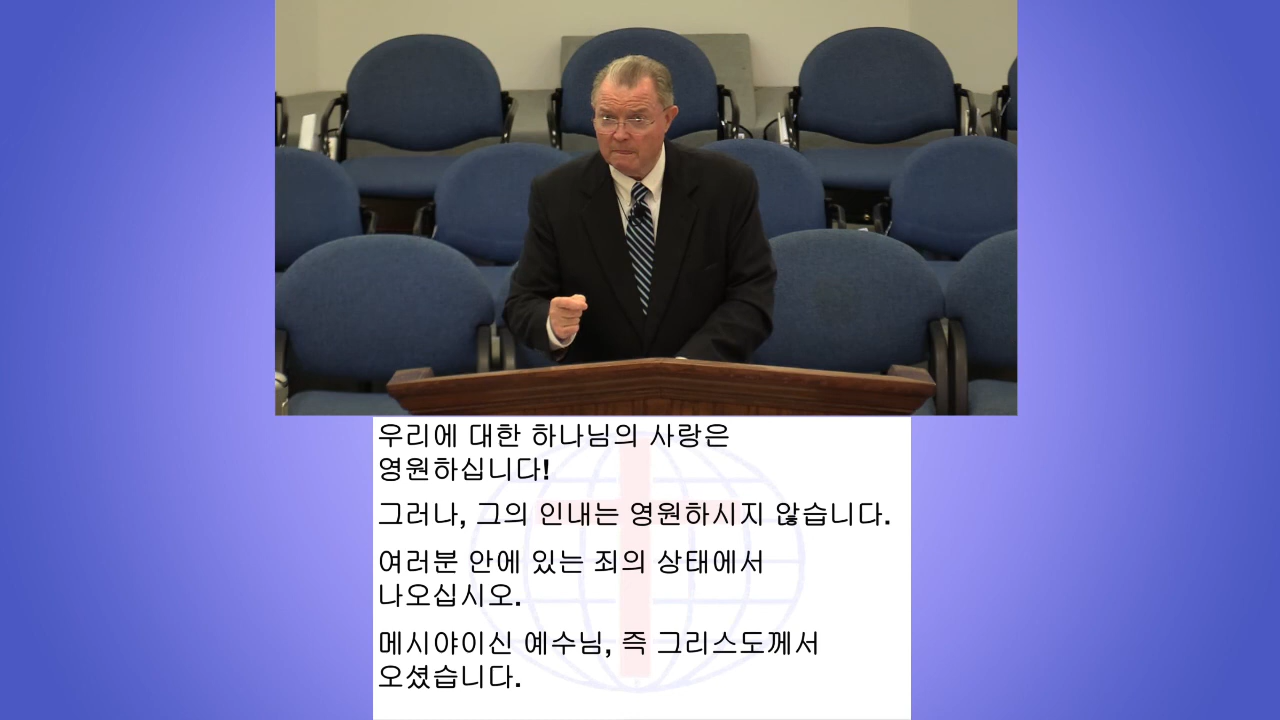 우리에 대한 하나님의 사랑은
영원하십니다!
그러나, 그의 인내는 영원하시지 않습니다.
여러분 안에 있는 죄의 상태에서
나오십시오.
메시야이신 예수님, 즉 그리스도께서
오셨습니다.